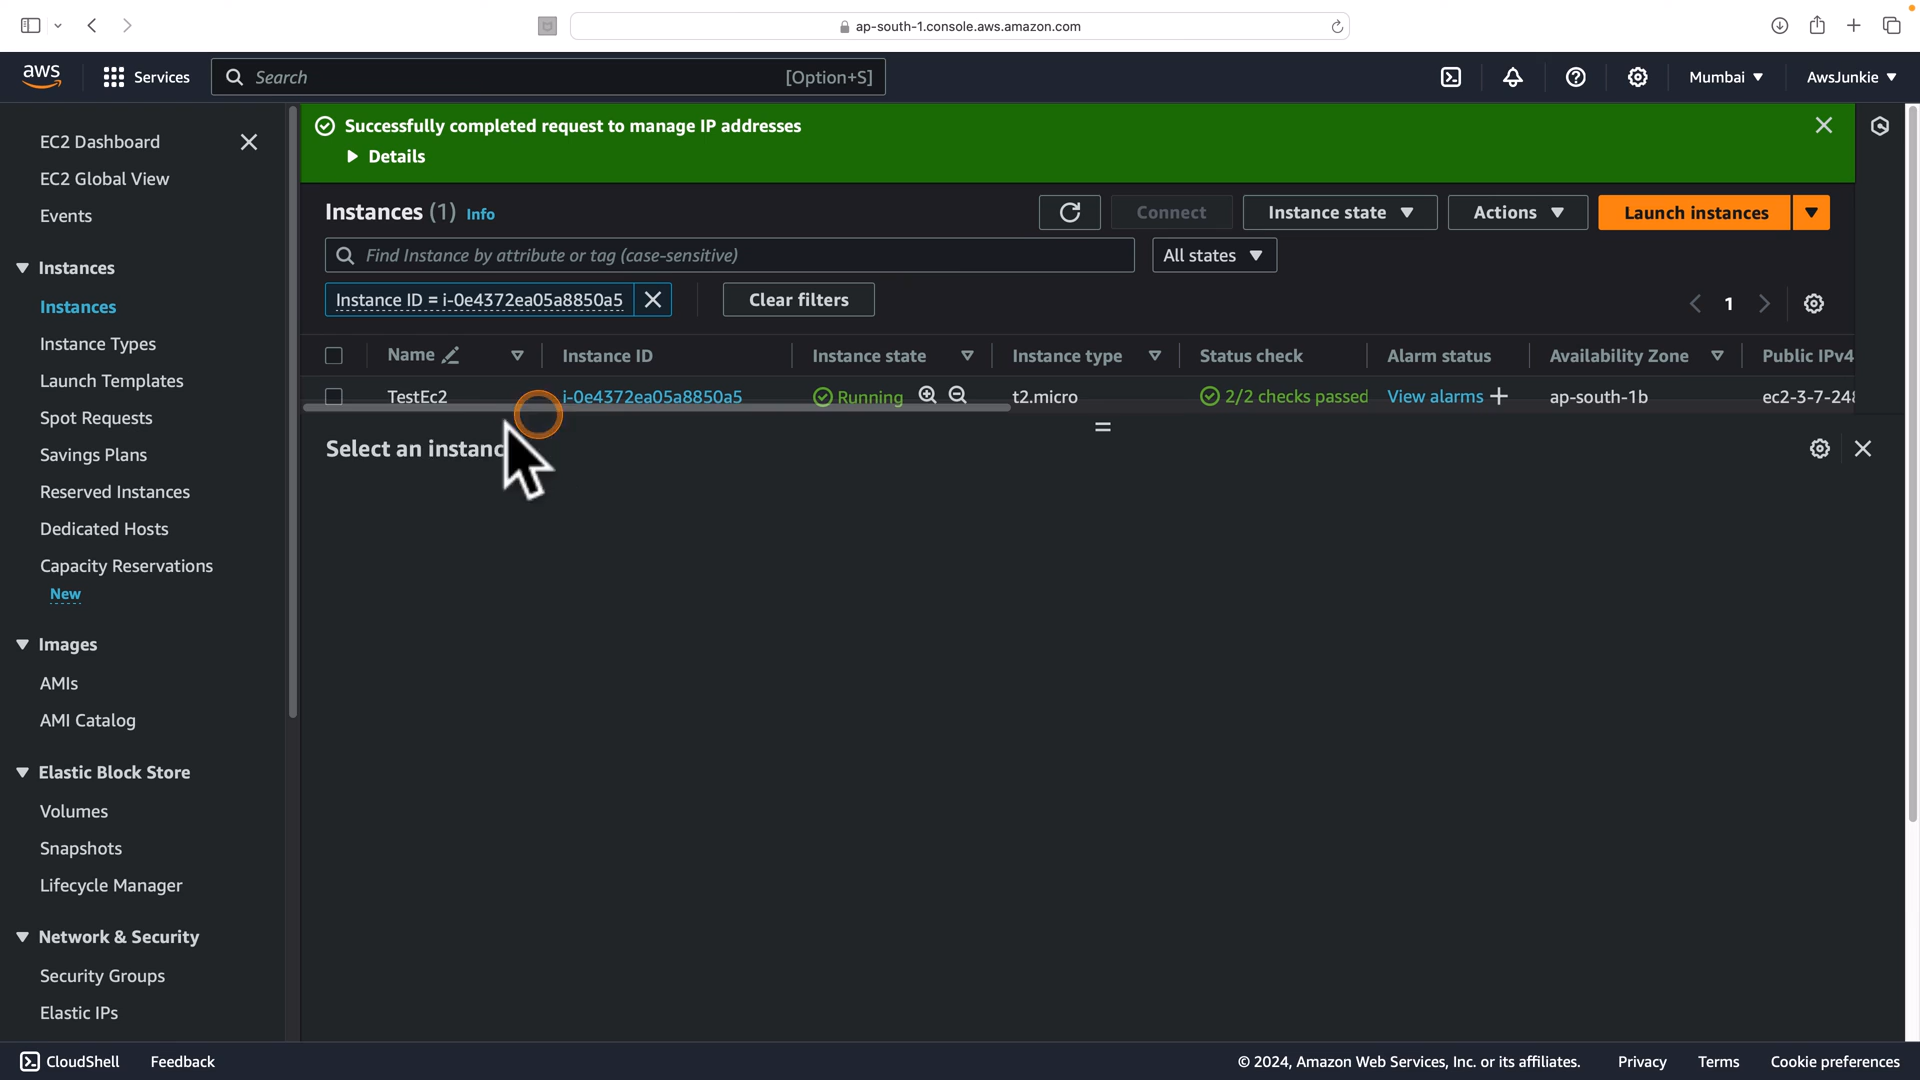 ap-south-1.console.aws.amazon.com
aws
Services
Search
[Option+S]
Mumbai
AwsJunkie
EC2 Dashboard
EC2 Global View
Events
Instances
Instances
Instance Types
Launch Templates
Spot Requests
Savings Plans
Reserved Instances
Dedicated Hosts
Capacity Reservations
New
Images
AMIs
AMI Catalog
Elastic Block Store
Volumes
Snapshots
Lifecycle Manager
Network & Security
Security Groups
Elastic IPs
Successfully completed request to manage IP addresses
Details
Instances (1) Info
Connect
Instance state
Actions
Launch instances
Find Instance by attribute or tag (case-sensitive)
All states
Instance ID = i-0e4372ea05a8850a5
Clear filters
1
Name Instance ID Instance state Instance type Status check Alarm status Availability Zone Public IPv4
TestEc2 i-0e4372ea05a8850a5 Running t2.micro 2/2 checks passed View alarms + ap-south-1b ec2-3-7-248
Select an instanc
CloudShell Feedback © 2024, Amazon Web Services, Inc. or its affiliates. Privacy Terms Cookie preferences